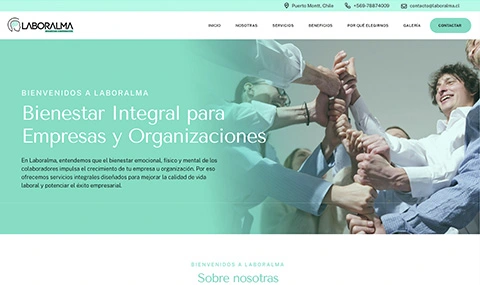 Puerto Montt, Chile +569-78874009 contacto@laboralma.cl
LABORALMA
INICIO NOSOTRAS SERVICIOS BENEFICIOS POR QUÉ ELEGIRNOS GALERÍA CONTACTAR
BIENVENIDOS A LABORALMA
Bienestar Integral para
Empresas y Organizaciones
En Laboralma, entendemos que el bienestar emocional, físico y mental de los
colaboradores impulsa el crecimiento de tu empresa u organización. Por eso
ofrecemos servicios integrales diseñados para mejorar la calidad de vida
laboral y potenciar el éxito empresarial.
BIENVENIDOS A LABORALMA
Sobre nosotras